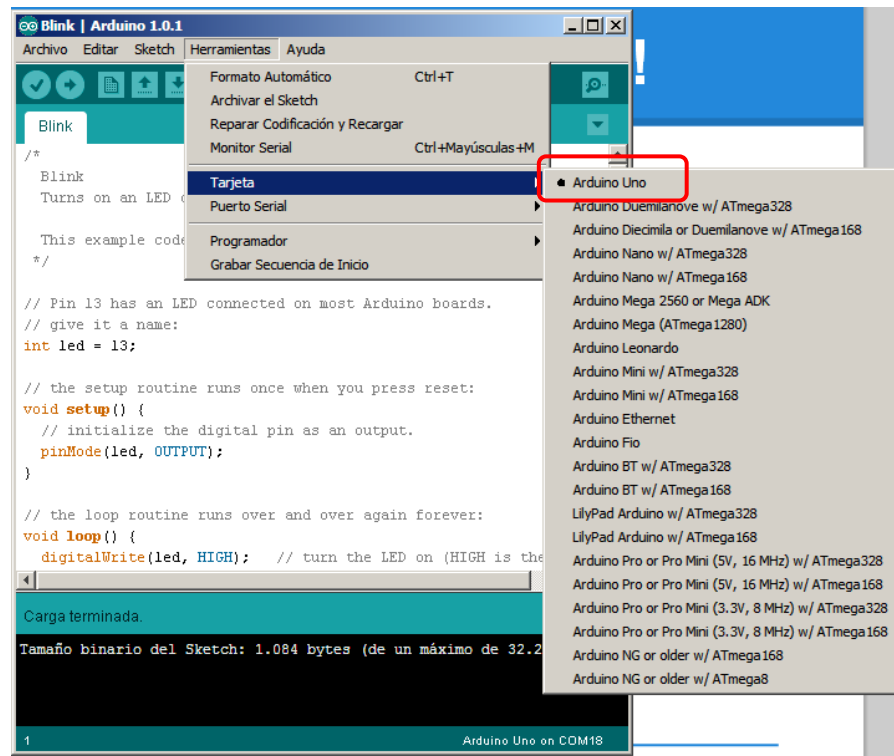 Blink | Arduino 1.0.1
!
Archivo Editar Sketch Herramientas Ayuda
Formato Automático Ctrl+T
Archivar el Sketch
Reparar Codificación y Recargar
Monitor Serial Ctrl+Mayúsculas+M
Tarjeta
Puerto Serial
Programador
Grabar Secuencia de Inicio
Arduino Uno
Arduino Duemilanove w/ ATmega328
Arduino Diecimila or Duemilanove w/ ATmega168
Arduino Nano w/ ATmega328
Arduino Nano w/ ATmega168
Arduino Mega 2560 or Mega ADK
Arduino Mega (ATmega1280)
Arduino Leonardo
Arduino Mini w/ ATmega328
Arduino Mini w/ ATmega168
Arduino Ethernet
Arduino Fio
Arduino BT w/ ATmega328
Arduino BT w/ ATmega168
LilyPad Arduino w/ ATmega328
LilyPad Arduino w/ ATmega168
Arduino Pro or Pro Mini (5V, 16 MHz) w/ ATmega328
Arduino Pro or Pro Mini (5V, 16 MHz) w/ ATmega168
Arduino Pro or Pro Mini (3.3V, 8 MHz) w/ ATmega328
Arduino Pro or Pro Mini (3.3V, 8 MHz) w/ ATmega168
Arduino NG or older w/ ATmega168
Arduino NG or older w/ ATmega8
Blink
/*
Blink
Turns on an LED
This example code
*/
// Pin 13 has an LED connected on most Arduino boards.
// give it a name:
int led = 13;
// the setup routine runs once when you press reset:
void setup() {
// initialize the digital pin as an output.
pinMode(led, OUTPUT);
}
// the loop routine runs over and over again forever:
void loop() {
digitalWrite(led, HIGH); // turn the LED on (HIGH is the
Carga terminada.
Tamaño binario del Sketch: 1.084 bytes (de un máximo de 32.2
1 Arduino Uno on COM18